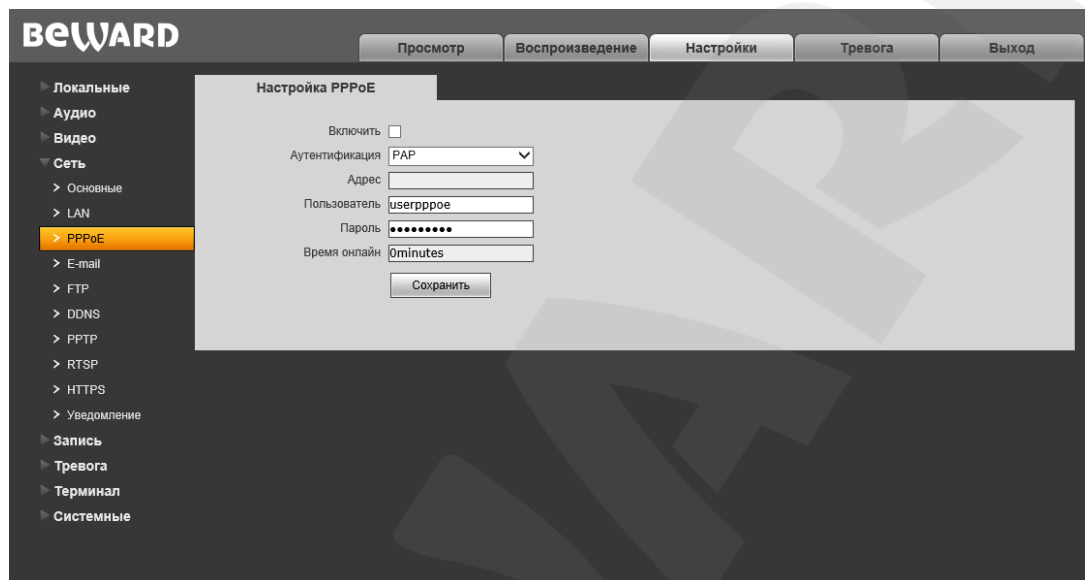 BEWARD
Просмотр
Воспроизведение
Настройки
Тревога
Выход
Локальные
Аудио
Видео
Сеть
> Основные
> LAN
> PPPoE
> E-mail
> FTP
> DDNS
> PPTP
> RTSP
> HTTPS
> Уведомление
Запись
Тревога
Терминал
Системные
Настройка PPPoE
Включить
Аутентификация PAP
Адрес
Пользователь userpppoe
Пароль •••••••••
Время онлайн 0minutes
Сохранить